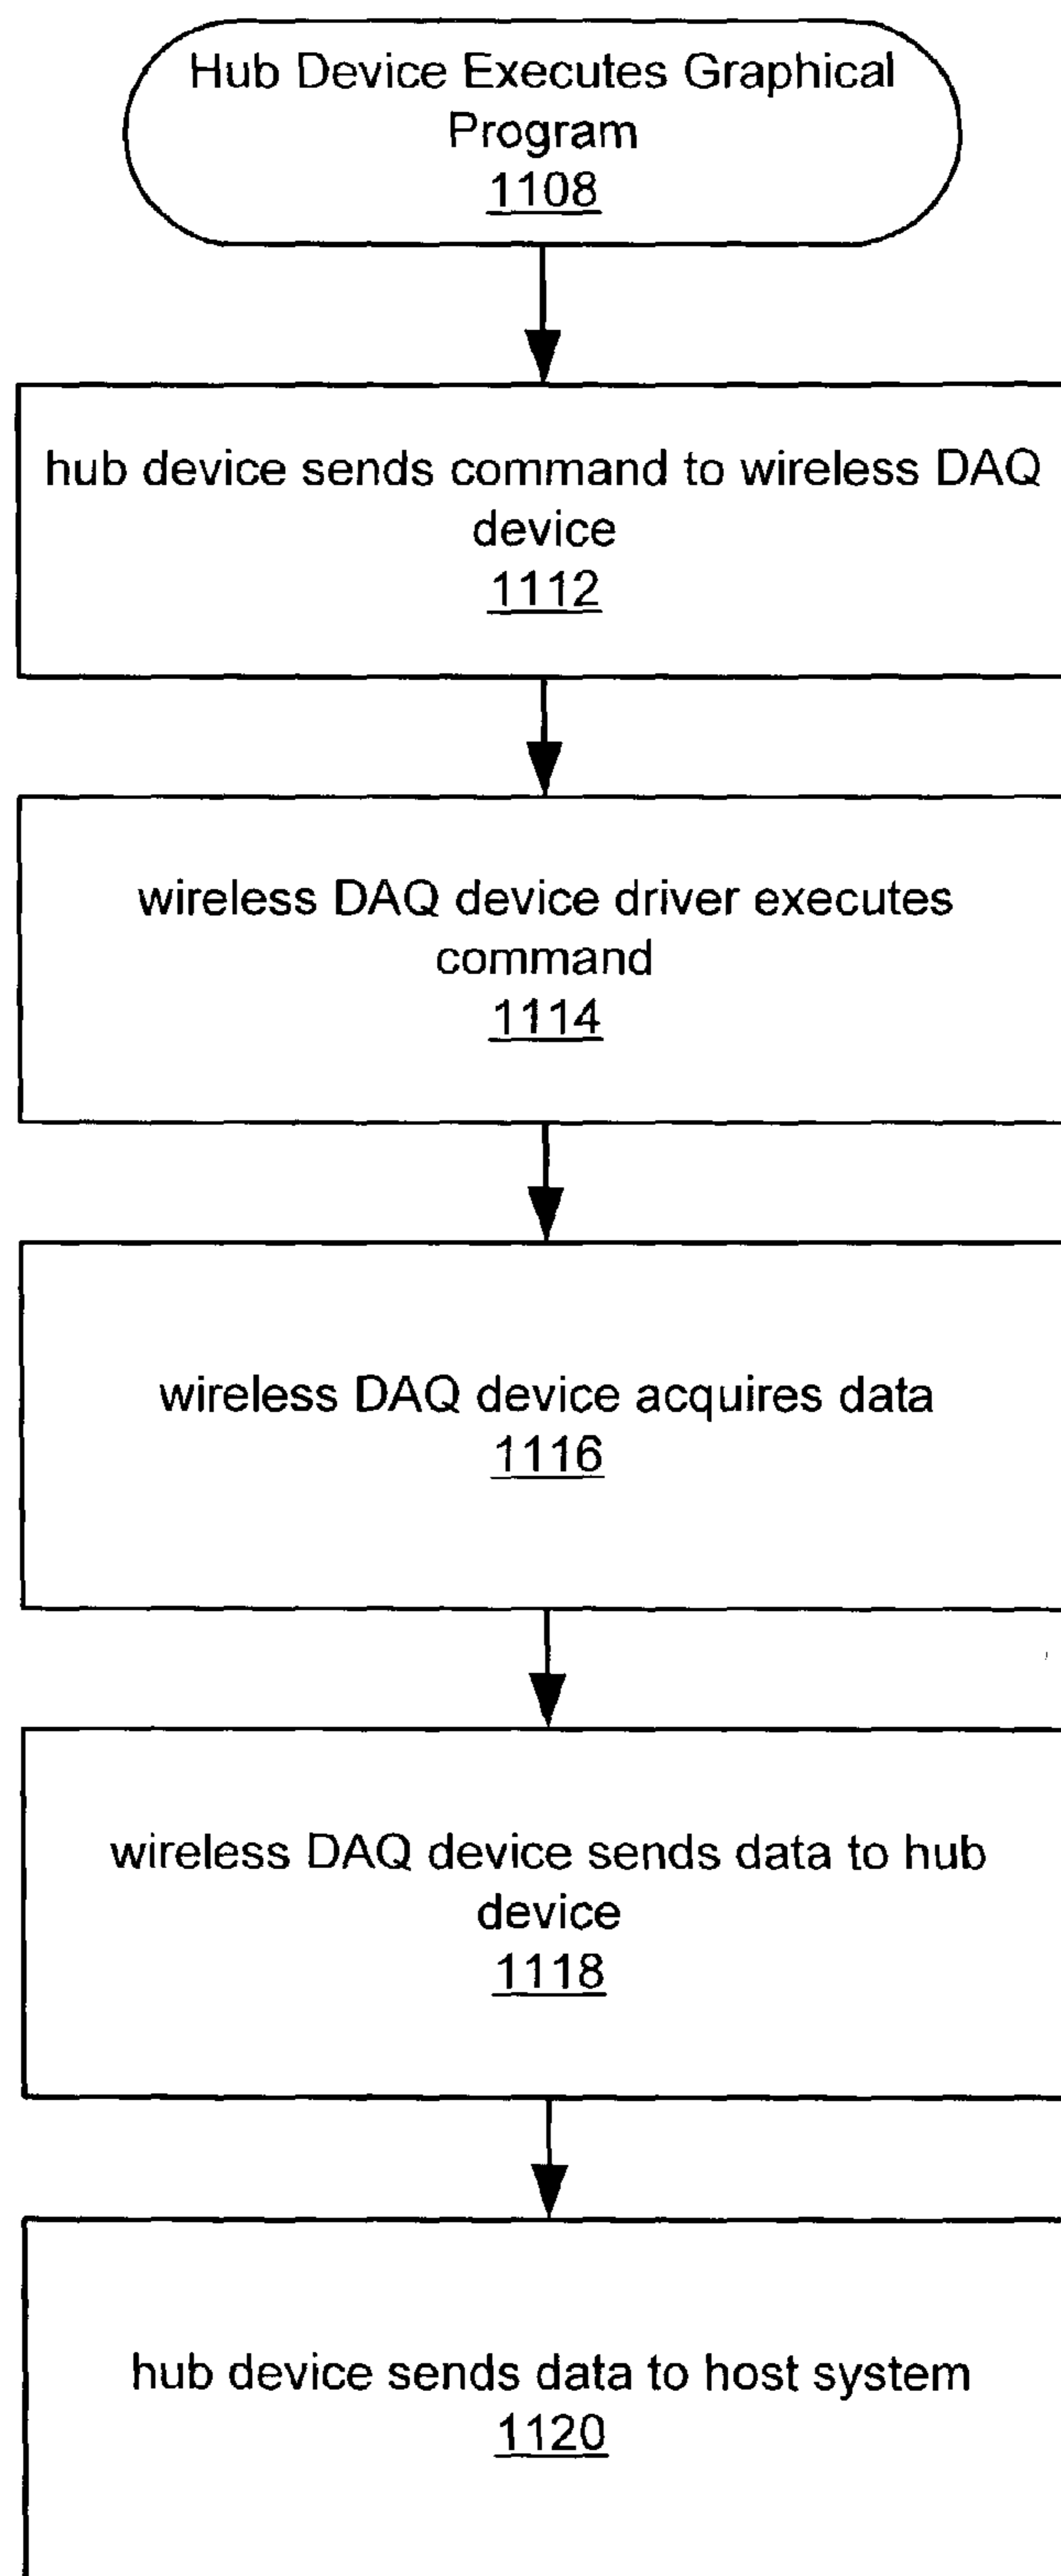 Hub Device Executes Graphical
Program
1108
hub device sends command to wireless DAQ
device
1112
wireless DAQ device driver executes
command
1114
wireless DAQ device acquires data
1116
wireless DAQ device sends data to hub
device
1118
hub device sends data to host system
1120